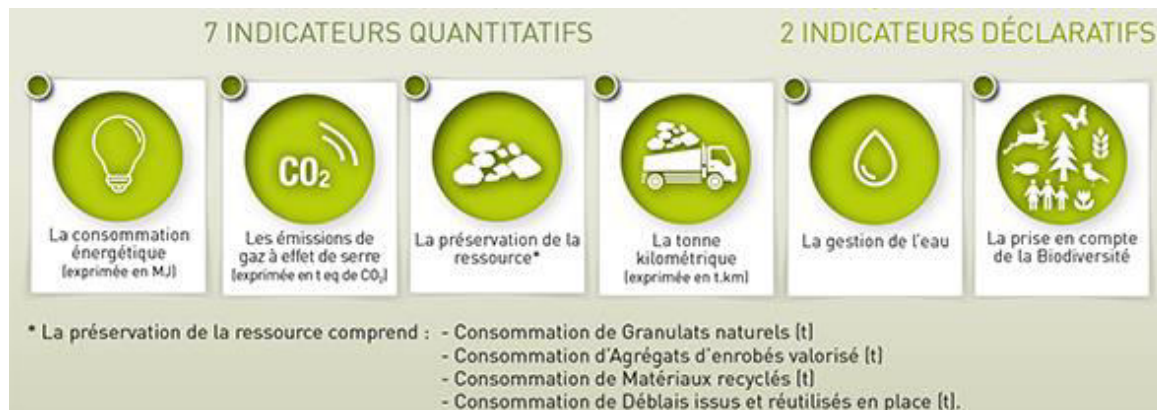 7 INDICATEURS QUANTITATIFS
2 INDICATEURS DÉCLARATIFS
CO₂
La consommation
énergétique
(exprimée en MJ)
Les émissions de
gaz à effet de serre
(exprimée en t eq de CO₂)
La préservation de la
ressource*
La tonne
kilométrique
(exprimée en t.km)
La gestion de l'eau
La prise en compte
de la Biodiversité
* La préservation de la ressource comprend : - Consommation de Granulats naturels (t)
- Consommation d'Agrégats d'enrobés valorisé (t)
- Consommation de Matériaux recyclés (t)
- Consommation de Déblais issus et réutilisés en place (t).